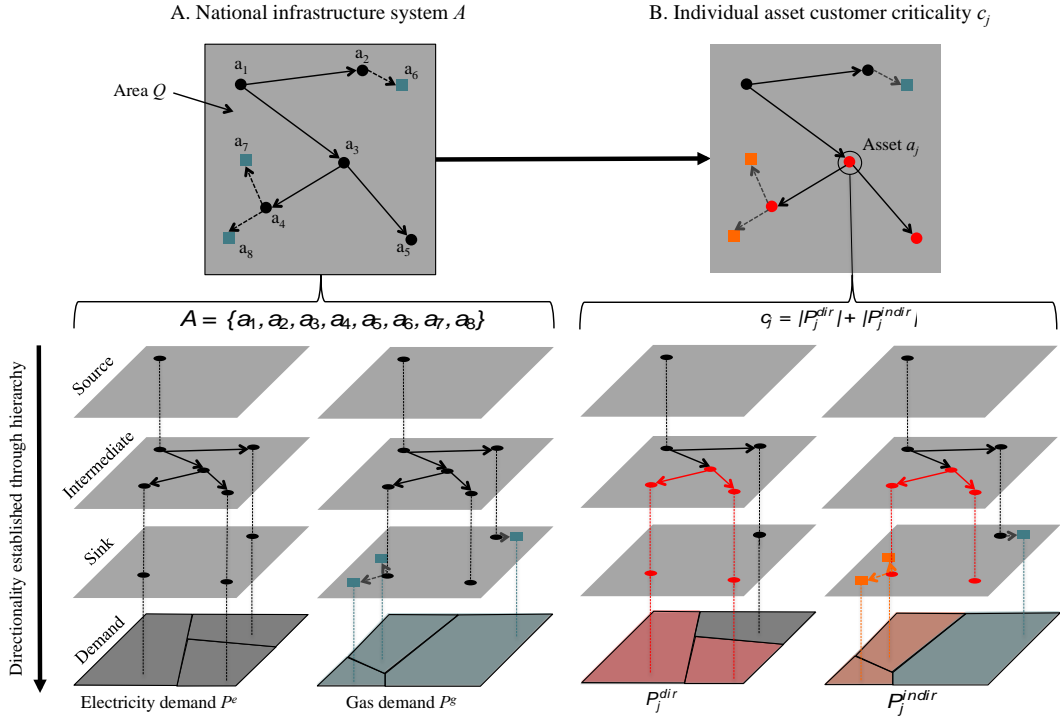 A. National infrastructure system A
B. Individual asset customer criticality cⱼ
Area Q
a₁
a₂
a₆
a₇
a₃
a₄
a₈
a₅
Asset aⱼ
A = {a₁, a₂, a₃, a₄, a₅, a₆, a₇, a₈}
cⱼ = |Pⱼᵈⁱʳ| + |Pⱼⁱⁿᵈⁱʳ|
Directionality established through hierarchy
Source
Intermediate
Sink
Demand
Electricity demand Pᵉ
Gas demand Pᵍ
Pⱼᵈⁱʳ
Pⱼⁱⁿᵈⁱʳ